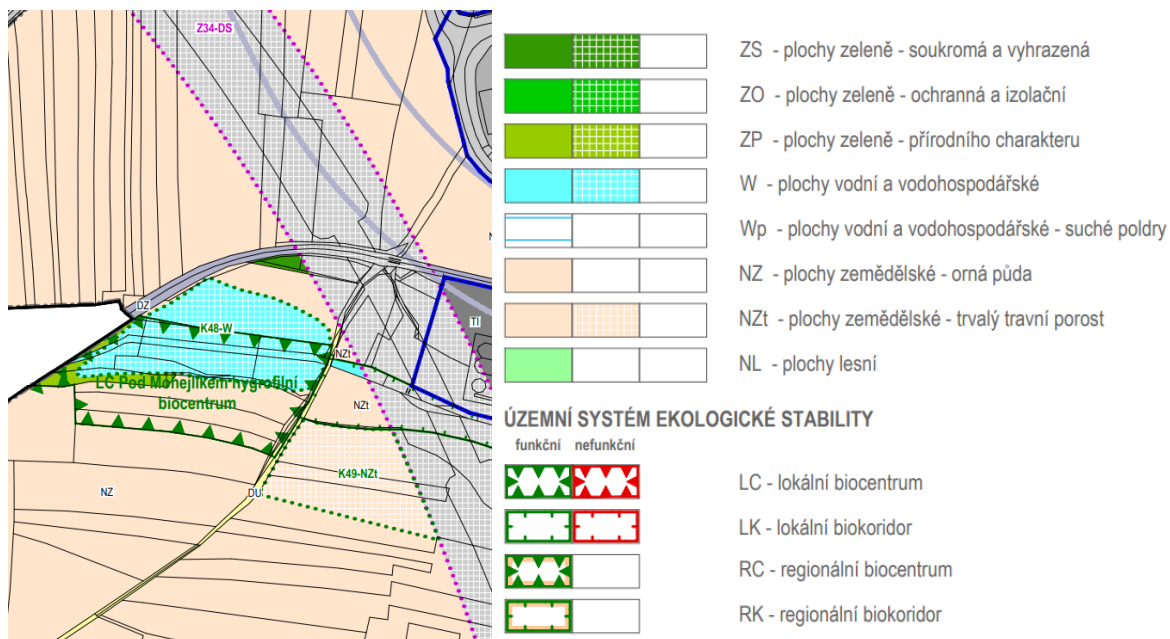 Z34-DS
DZ
K48-W
TI
NZt
LC Pod Mohejlíkem hygrofilní
biocentrum
NZt
K49-NZt
NZ
DU
ZS - plochy zeleně - soukromá a vyhrazená
ZO - plochy zeleně - ochranná a izolační
ZP - plochy zeleně - přírodního charakteru
W - plochy vodní a vodohospodářské
Wp - plochy vodní a vodohospodářské - suché poldry
NZ - plochy zemědělské - orná půda
NZt - plochy zemědělské - trvalý travní porost
NL - plochy lesní
ÚZEMNÍ SYSTÉM EKOLOGICKÉ STABILITY
funkční nefunkční
LC - lokální biocentrum
LK - lokální biokoridor
RC - regionální biocentrum
RK - regionální biokoridor